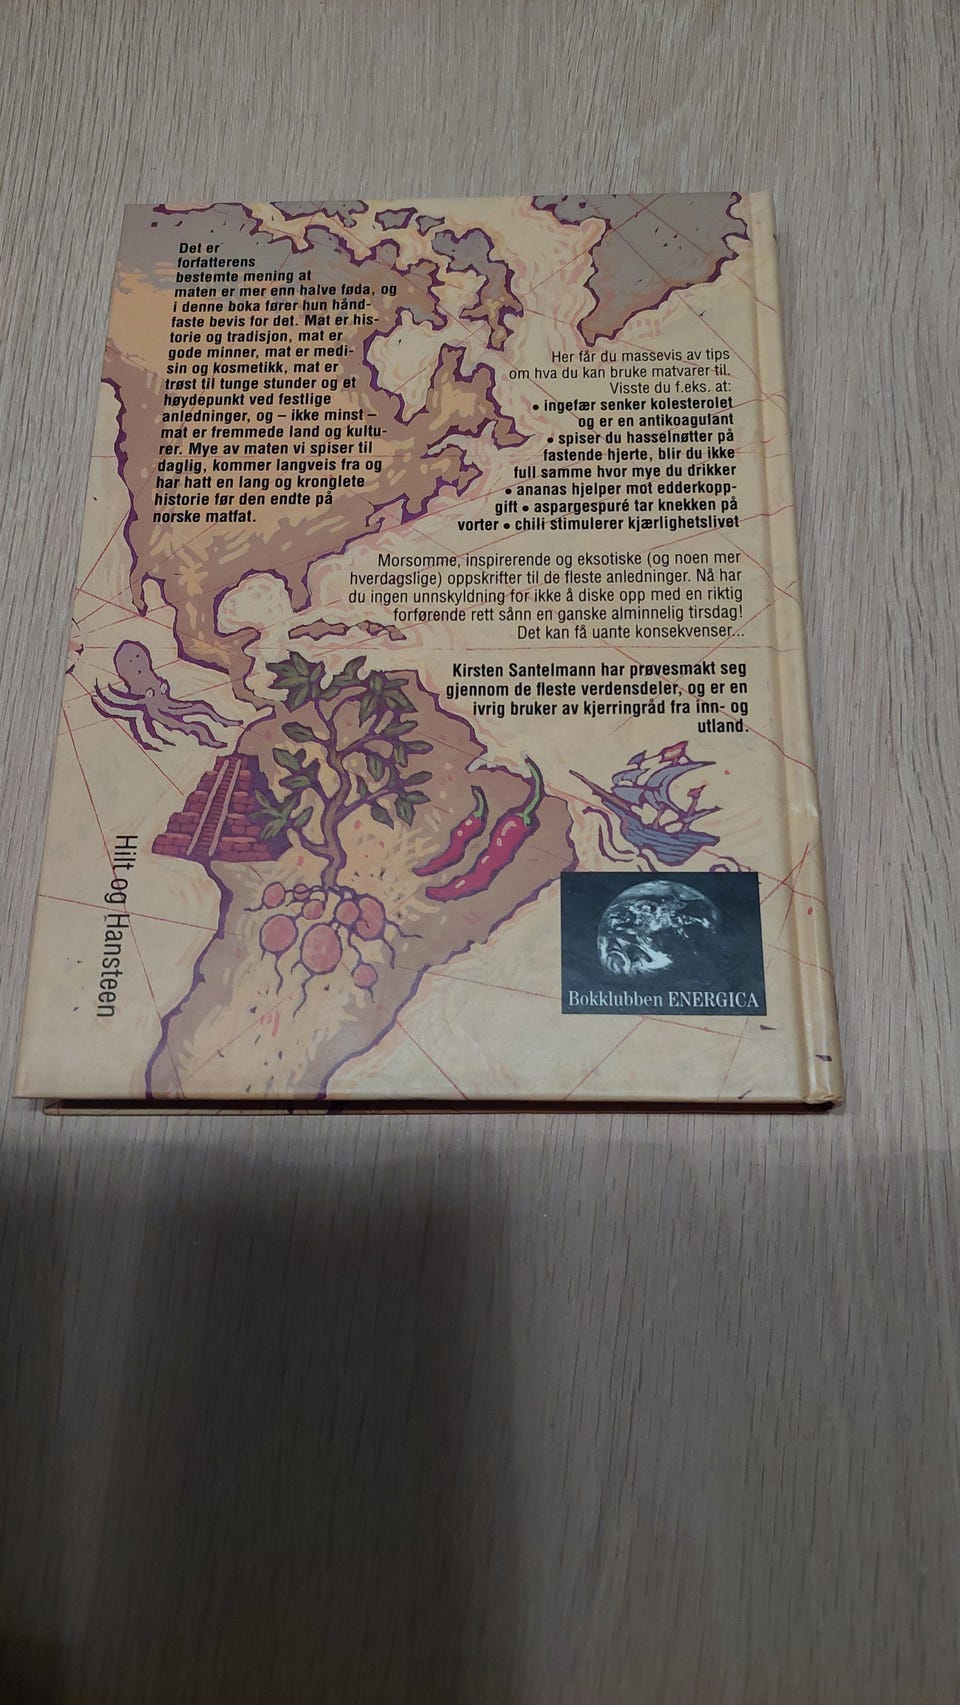 Det er
forfatterens
bestemte mening at
maten er mer enn halve føda, og
i denne boka fører hun hånd-
faste bevis for det. Mat er his-
torie og tradisjon, mat er
gode minner, mat er medi-
sin og kosmetikk, mat er
trøst til tunge stunder og et
høydepunkt ved festlige
anledninger, og – ikke minst –
mat er fremmede land og kultu-
rer. Mye av maten vi spiser til
daglig, kommer langveis fra og
har hatt en lang og kronglete
historie før den endte på
norske matfat.
Her får du massevis av tips
om hva du kan bruke matvarer til.
Visste du f.eks. at:
• ingefær senker kolesterolet
og er en antikoagulant
• spiser du hasselnøtter på
fastende hjerte, blir du ikke
full samme hvor mye du drikker
• ananas hjelper mot edderkopp-
gift • aspargespuré tar knekken på
vorter • chili stimulerer kjærlighetslivet
Morsomme, inspirerende og eksotiske (og noen mer
hverdagslige) oppskrifter til de fleste anledninger. Nå har
du ingen unnskyldning for ikke å diske opp med en riktig
forførende rett sånn en ganske alminnelig tirsdag!
Det kan få uante konsekvenser...
Kirsten Santelmann har prøvesmakt seg
gjennom de fleste verdensdeler, og er en
ivrig bruker av kjerringråd fra inn- og
utland.
Hilt og Hansteen
Bokklubben ENERGICA